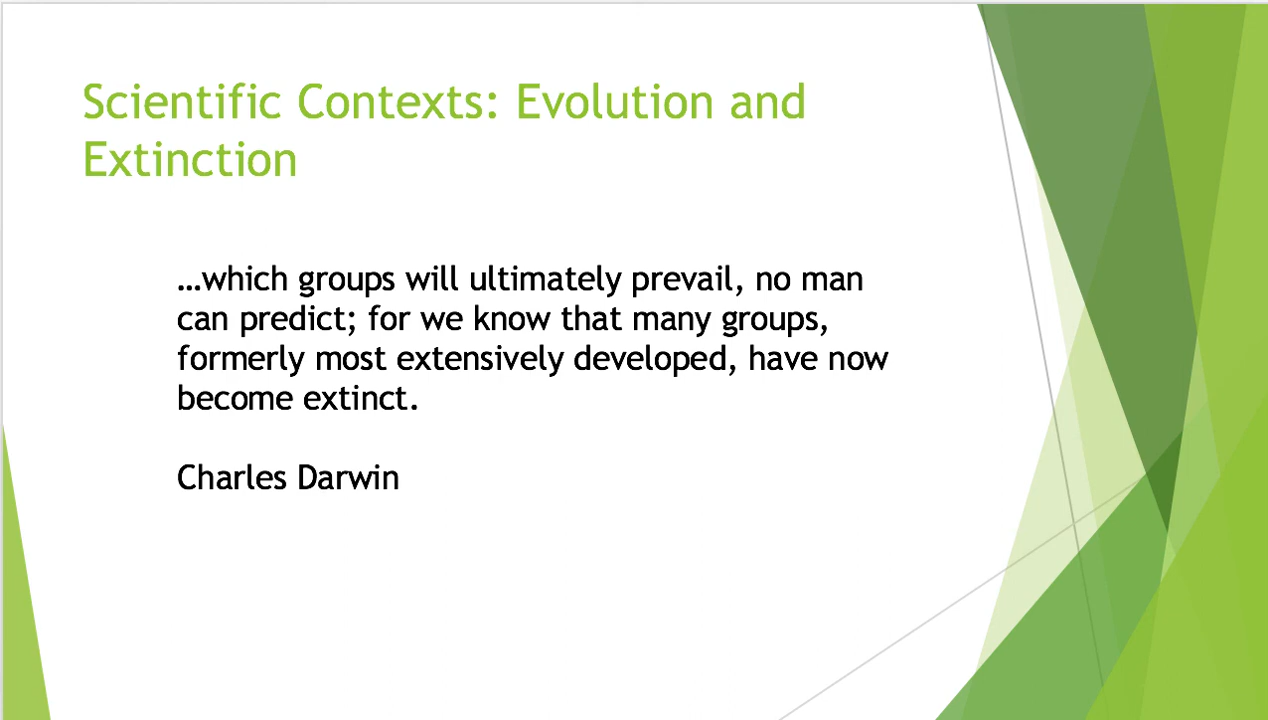 Scientific Contexts: Evolution and
Extinction
…which groups will ultimately prevail, no man
can predict; for we know that many groups,
formerly most extensively developed, have now
become extinct.
Charles Darwin